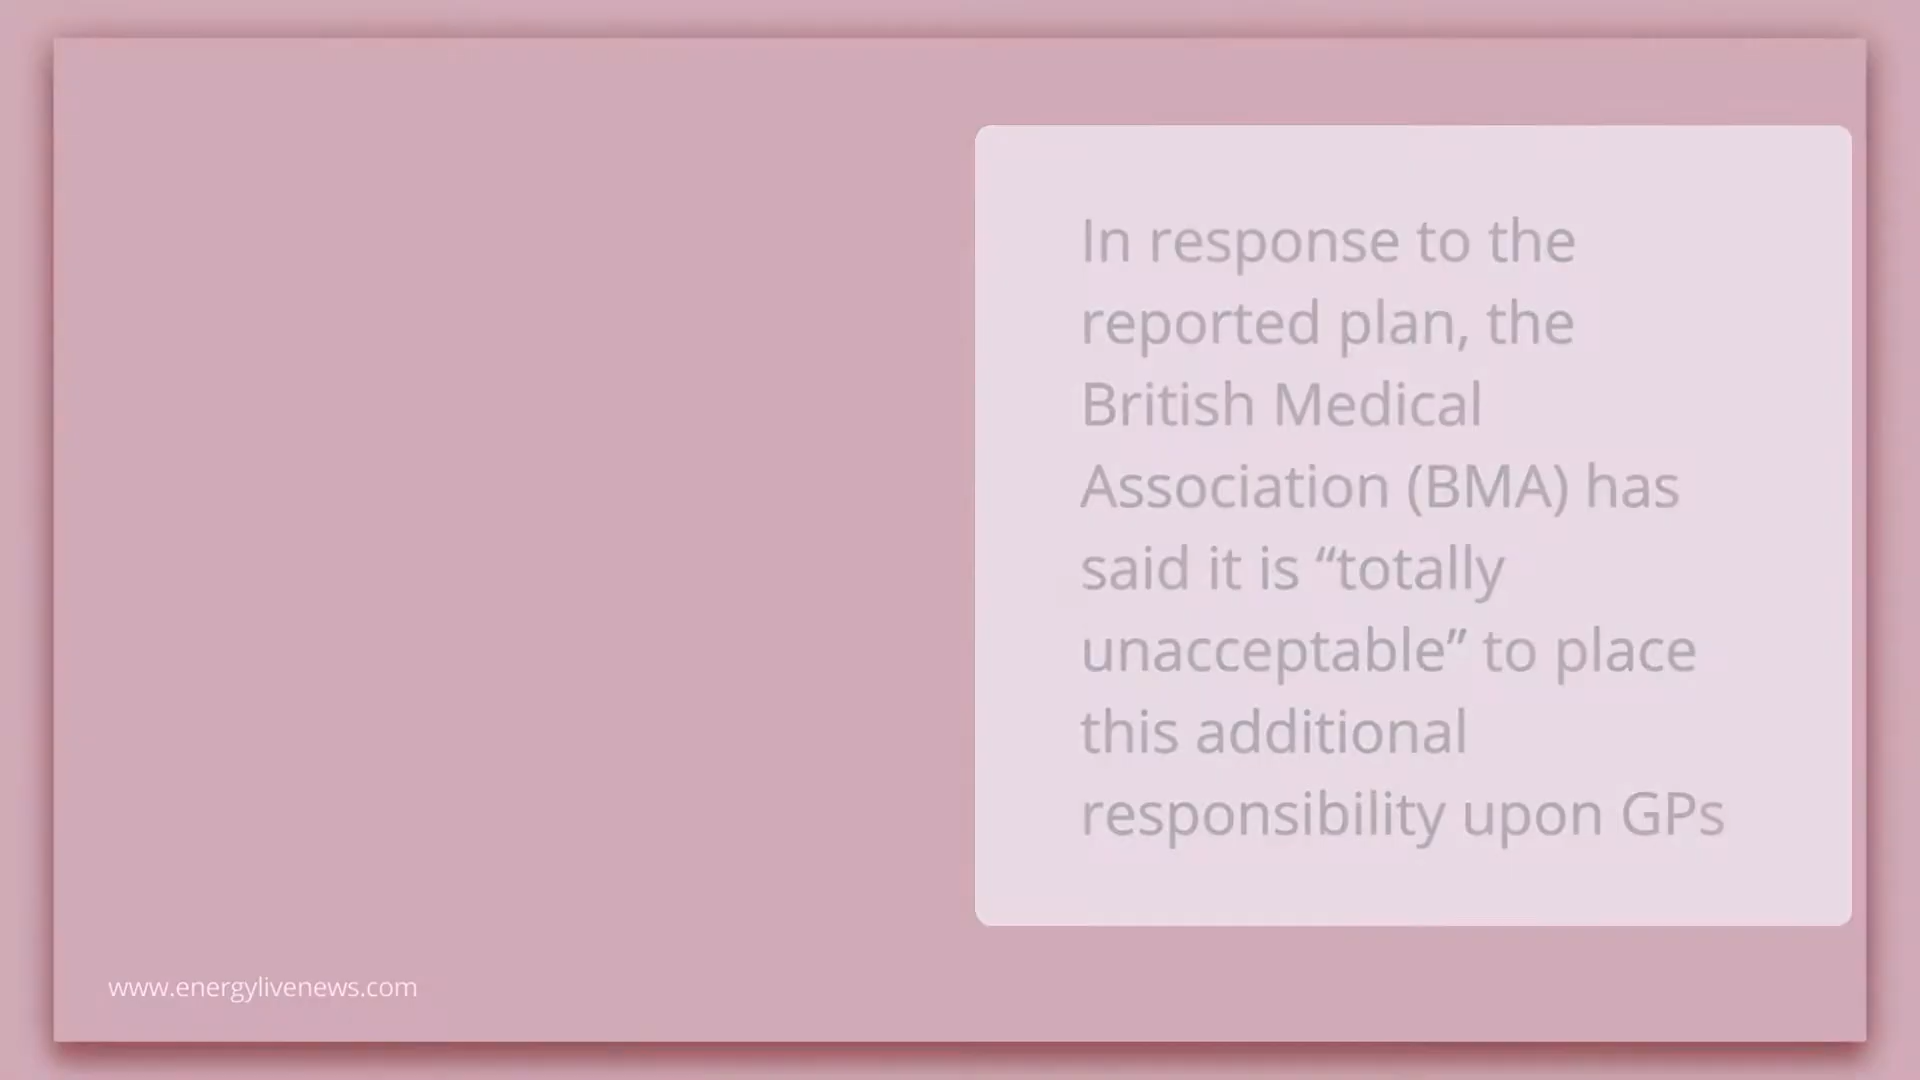 In response to the
reported plan, the
British Medical
Association (BMA) has
said it is “totally
unacceptable” to place
this additional
responsibility upon GPs
www.energylivenews.com